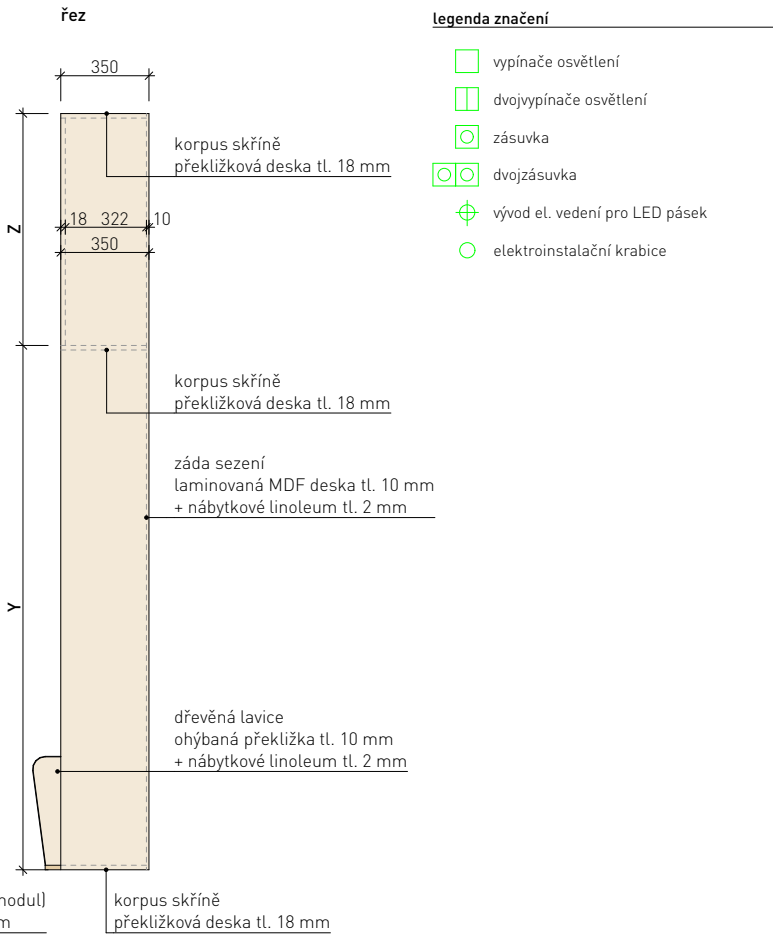 řez
legenda značení
350
vypínače osvětlení
dvojvypínače osvětlení
korpus skříně
překližková deska tl. 18 mm
zásuvka
dvojzásuvka
Z
18 322 10
vývod el. vedení pro LED pásek
350
elektroinstalační krabice
korpus skříně
překližková deska tl. 18 mm
záda sezení
laminovaná MDF deska tl. 10 mm
+ nábytkové linoleum tl. 2 mm
Y
dřevěná lavice
ohýbaná překližka tl. 10 mm
+ nábytkové linoleum tl. 2 mm
korpus skříně
překližková deska tl. 18 mm